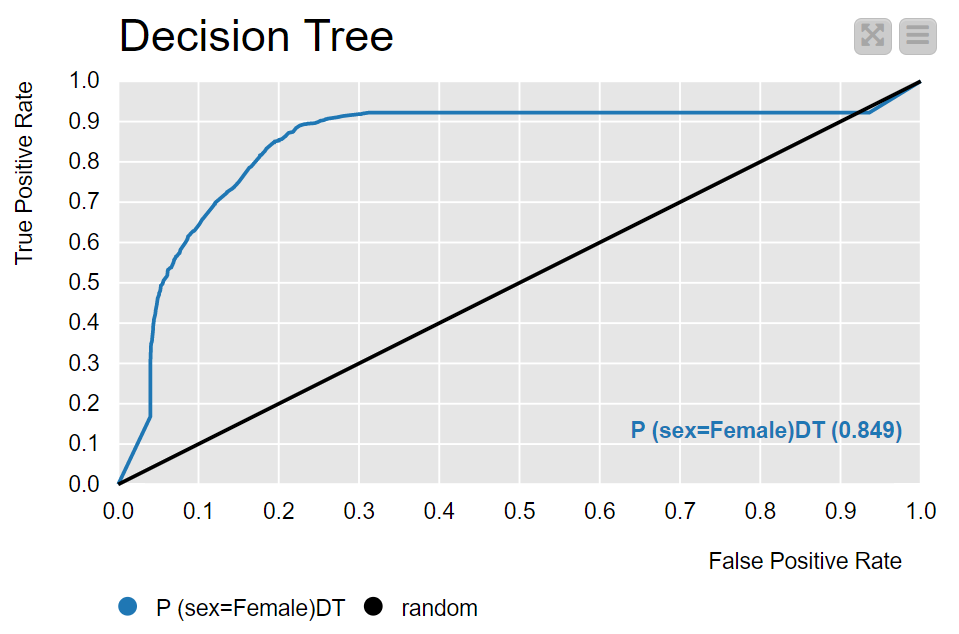 Decision Tree
True Positive Rate
1.0
0.9
0.8
0.7
0.6
0.5
0.4
0.3
0.2
0.1
0.0
P (sex=Female)DT (0.849)
0.0 0.1 0.2 0.3 0.4 0.5 0.6 0.7 0.8 0.9 1.0
False Positive Rate
P (sex=Female)DT random